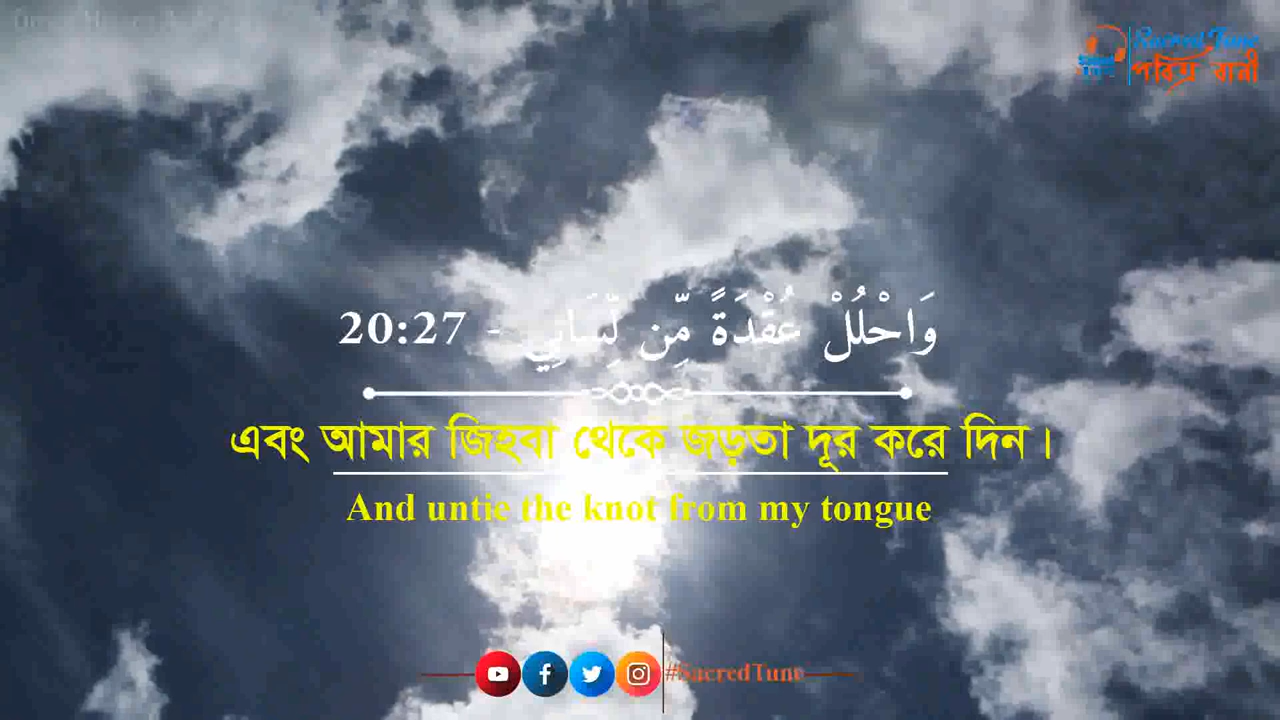 Sacred Tune
পবিত্র বানী
وَاحْلُلْ عُقْدَةً مِّن لِّسَانِي - 20:27
এবং আমার জিহবা থেকে জড়তা দূর করে দিন।
And untie the knot from my tongue
#SacredTune